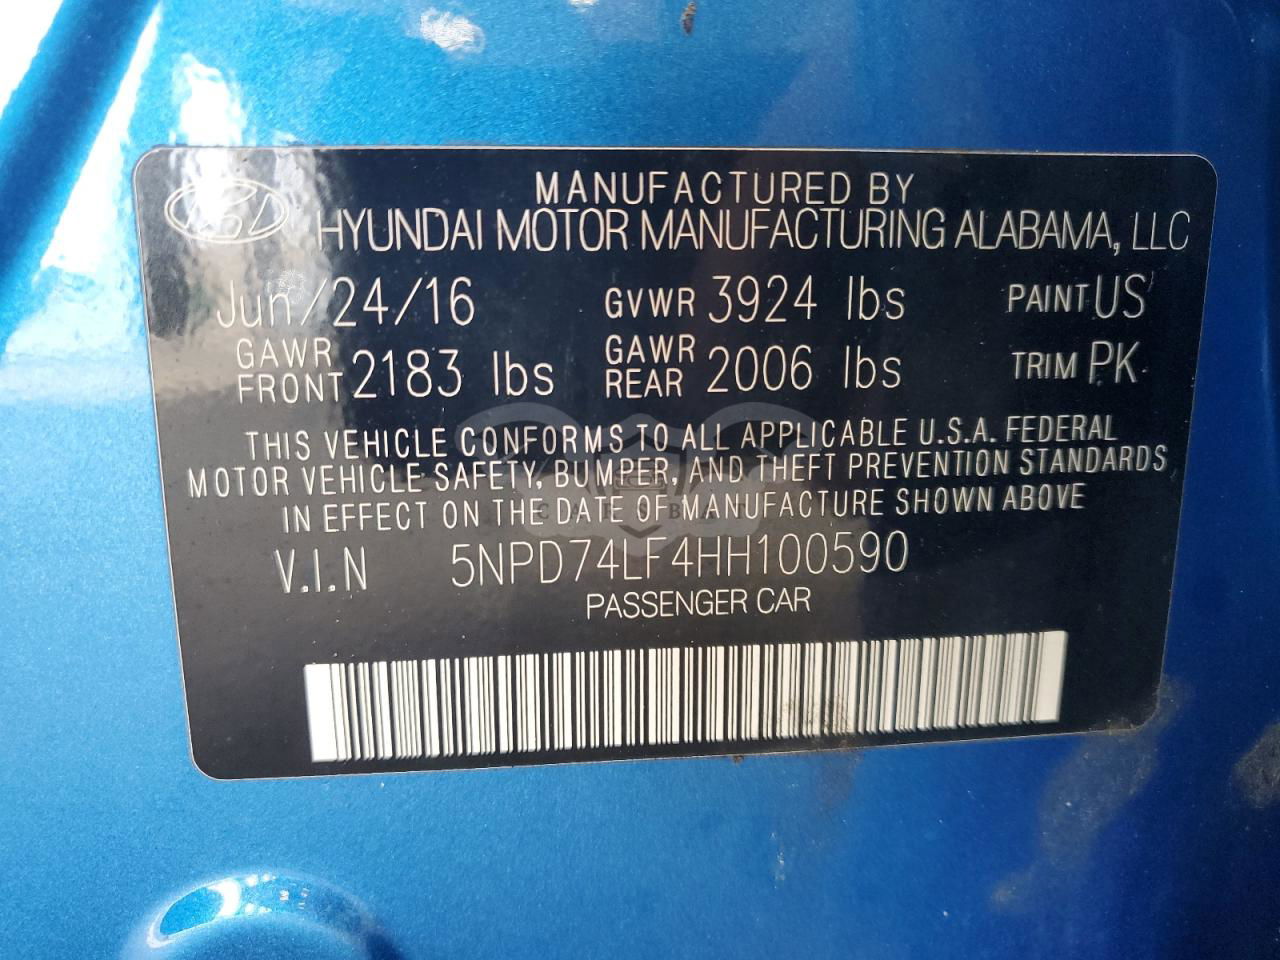 MANUFACTURED BY
HYUNDAI MOTOR MANUFACTURING ALABAMA, LLC
Jun/24/16 GVWR 3924 lbs PAINT US
GAWR FRONT 2183 lbs GAWR REAR 2006 lbs TRIM PK
THIS VEHICLE CONFORMS TO ALL APPLICABLE U.S.A. FEDERAL
MOTOR VEHICLE SAFETY, BUMPER, AND THEFT PREVENTION STANDARDS
IN EFFECT ON THE DATE OF MANUFACTURE SHOWN ABOVE
V.I.N 5NPD74LF4HH100590
PASSENGER CAR